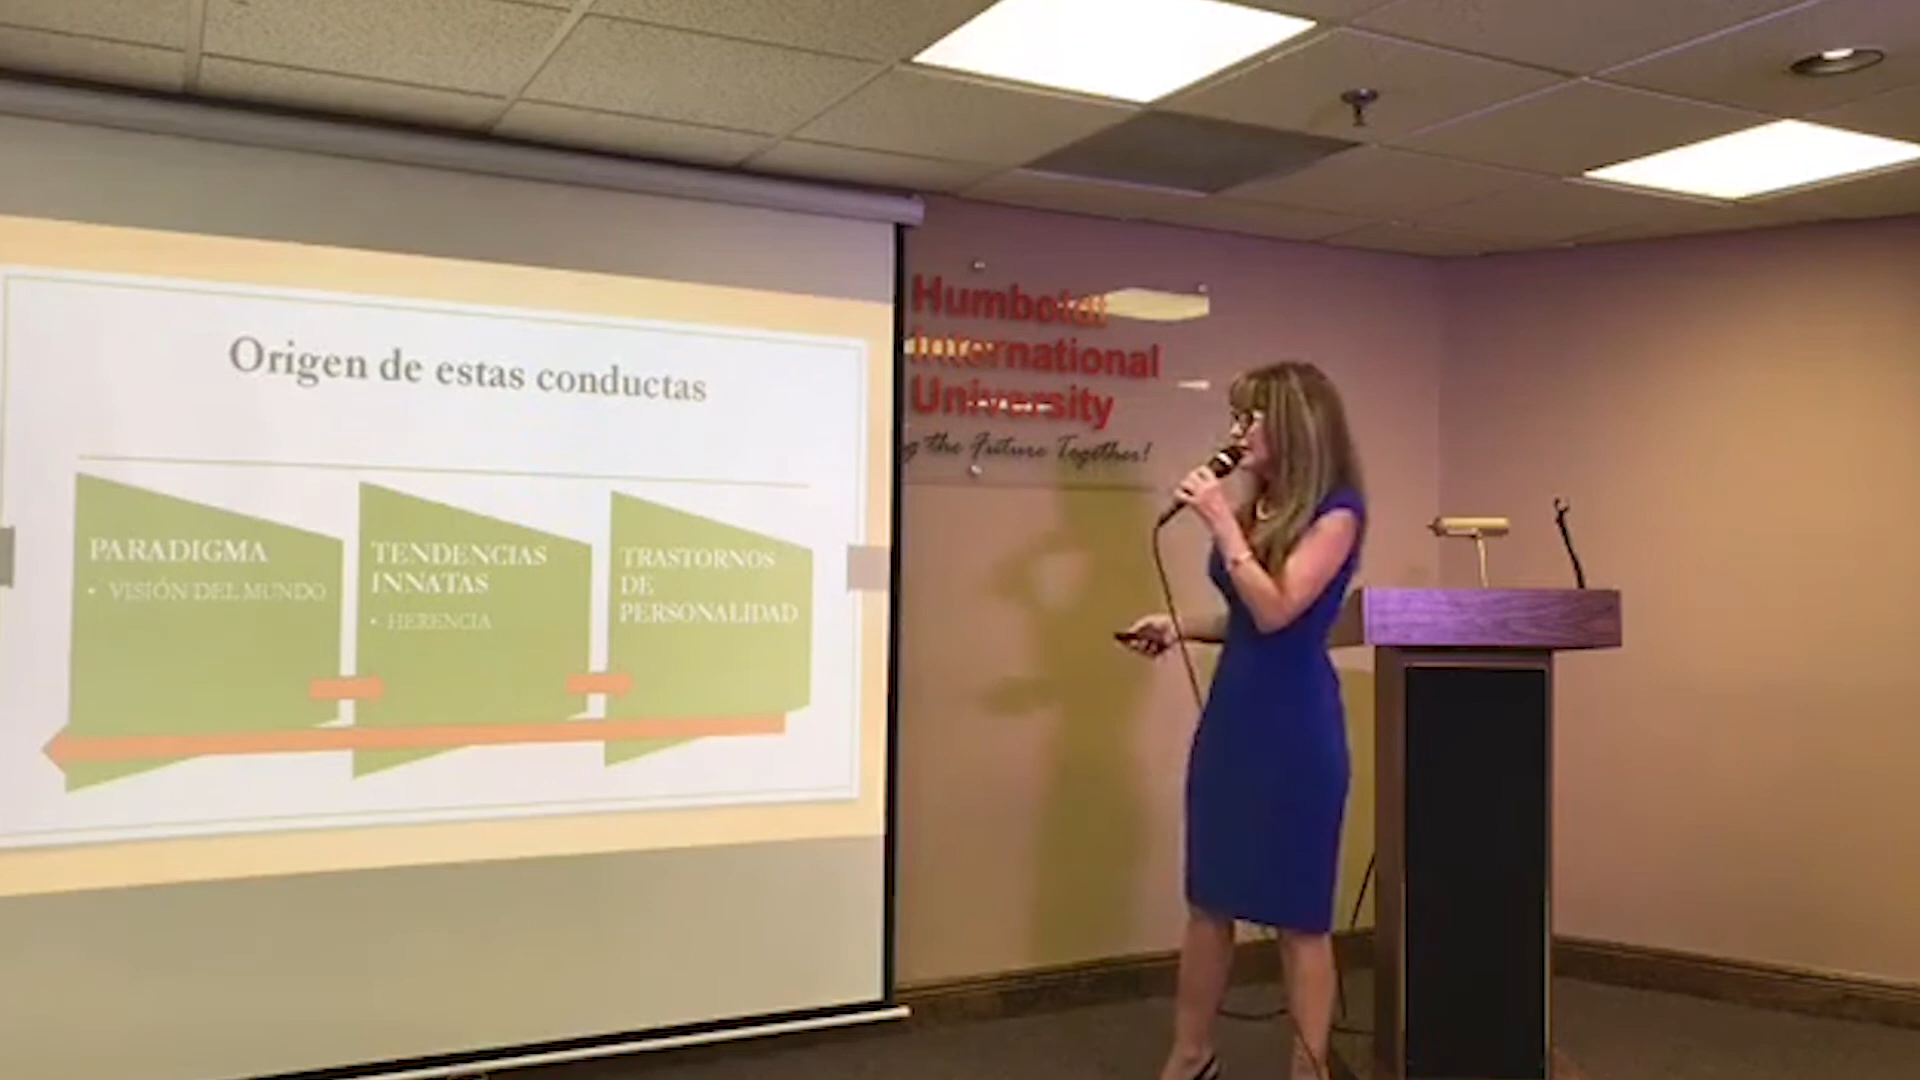 Origen de estas conductas
PARADIGMA
• VISIÓN DEL MUNDO
TENDENCIAS
INNATAS
• HERENCIA
TRASTORNOS
DE
PERSONALIDAD
Humboldt
International
University
the Future Together!